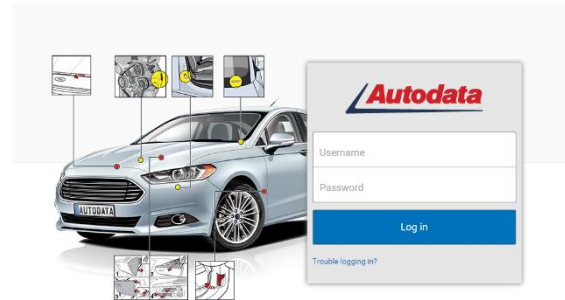 Autodata
Username
Password
Log in
Trouble logging in?
AUTODATA